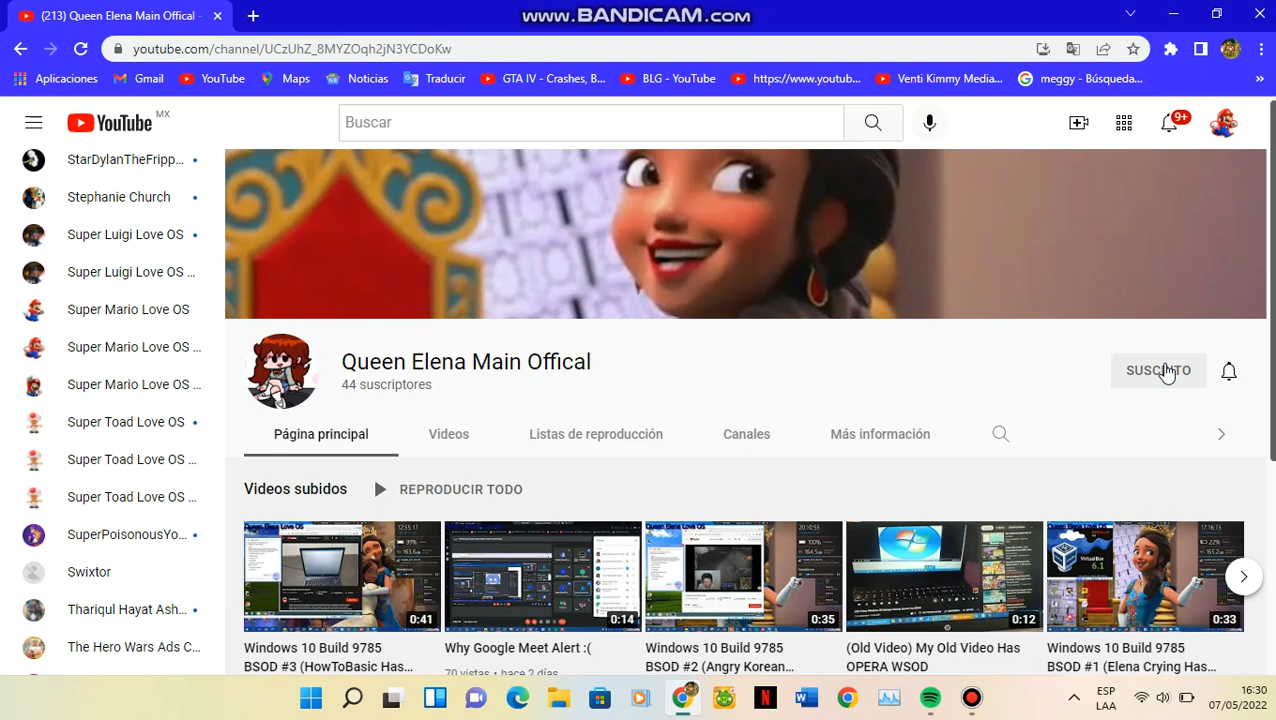 www.BANDICAM.com
(213) Queen Elena Main Offical -
youtube.com/channel/UCzUhZ_8MYZOqh2jN3YCDoKw
Aplicaciones Gmail YouTube Maps Noticias Traducir GTA IV - Crashes, B... BLG - YouTube https://www.youtub... Venti Kimmy Media... meggy - Búsqueda... »
YouTube MX
Buscar
9+
StarDylanTheFripp...
Stephanie Church
Super Luigi Love OS
Super Luigi Love OS ...
Super Mario Love OS
Super Mario Love OS ...
Super Mario Love OS ...
Super Toad Love OS
Super Toad Love OS ...
Super Toad Love OS ...
SuperPoisonousYo...
Swixtor
Thariqul Hayat Ash...
The Hero Wars Ads C...
Queen Elena Main Offical
44 suscriptores
SUSCRITO
Página principal Videos Listas de reproducción Canales Más información
Videos subidos REPRODUCIR TODO
0:41 0:14 0:35 0:12 0:33
Windows 10 Build 9785
BSOD #3 (HowToBasic Has...
Why Google Meet Alert :(
70 vistas · hace 2 días
Windows 10 Build 9785
BSOD #2 (Angry Korean...
(Old Video) My Old Video Has
OPERA WSOD
Windows 10 Build 9785
BSOD #1 (Elena Crying Has...
ESP
LAA
16:30
07/05/2022